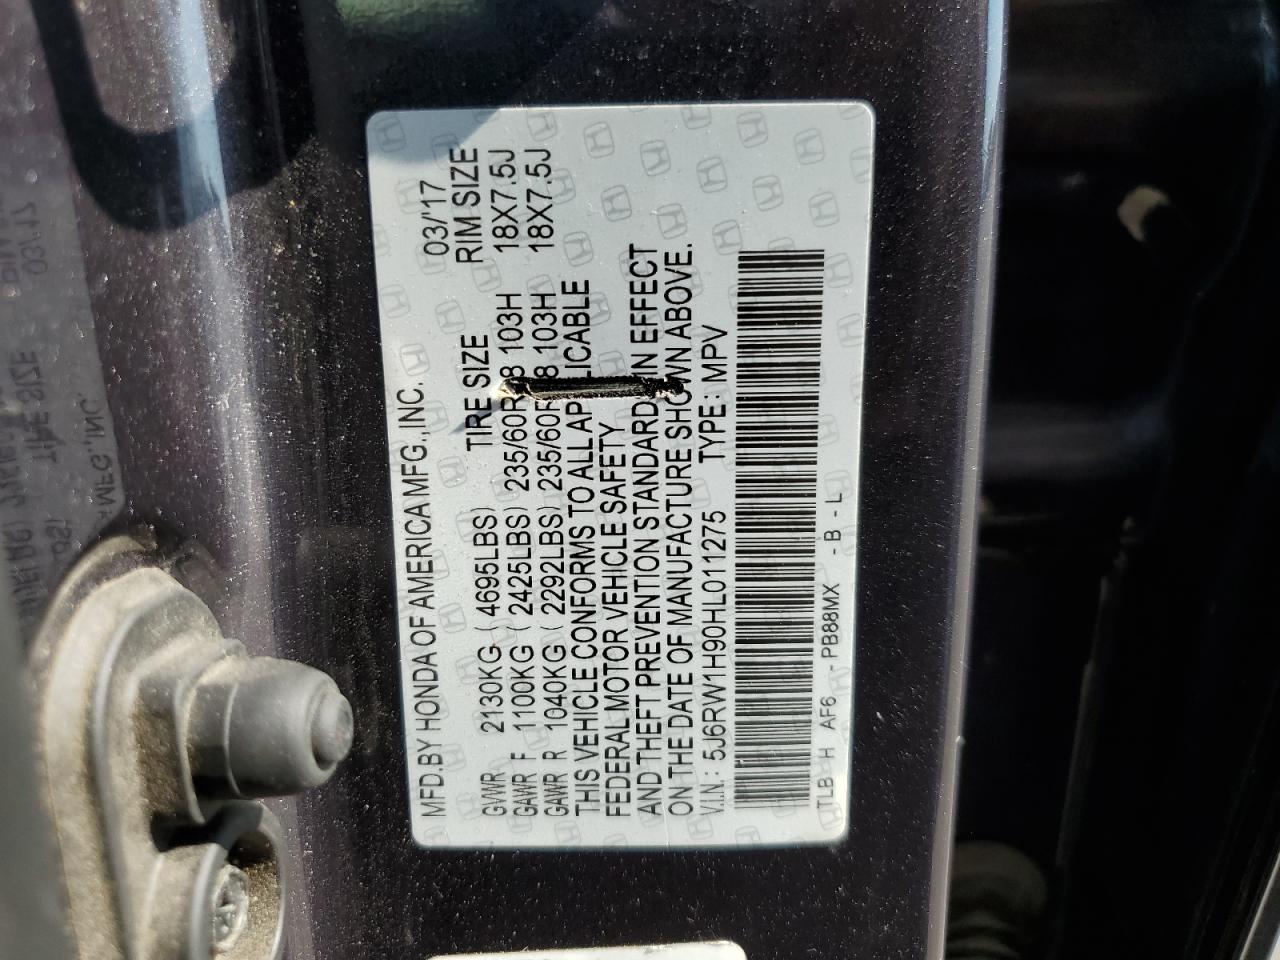 MFD.BY HONDA OF AMERICA MFG.,INC. 03/'17
TIRE SIZE RIM SIZE
GVWR 2130KG ( 4695LBS)
GAWR F 1100KG ( 2425LBS) 235/60R18 103H 18X7.5J
GAWR R 1040KG ( 2292LBS) 235/60R18 103H 18X7.5J
THIS VEHICLE CONFORMS TO ALL APPLICABLE
FEDERAL MOTOR VEHICLE SAFETY
AND THEFT PREVENTION STANDARDS IN EFFECT
ON THE DATE OF MANUFACTURE SHOWN ABOVE.
V.I.N.: 5J6RW1H90HL011275 TYPE: MPV
TLB H AF6 - PB88MX - B - L